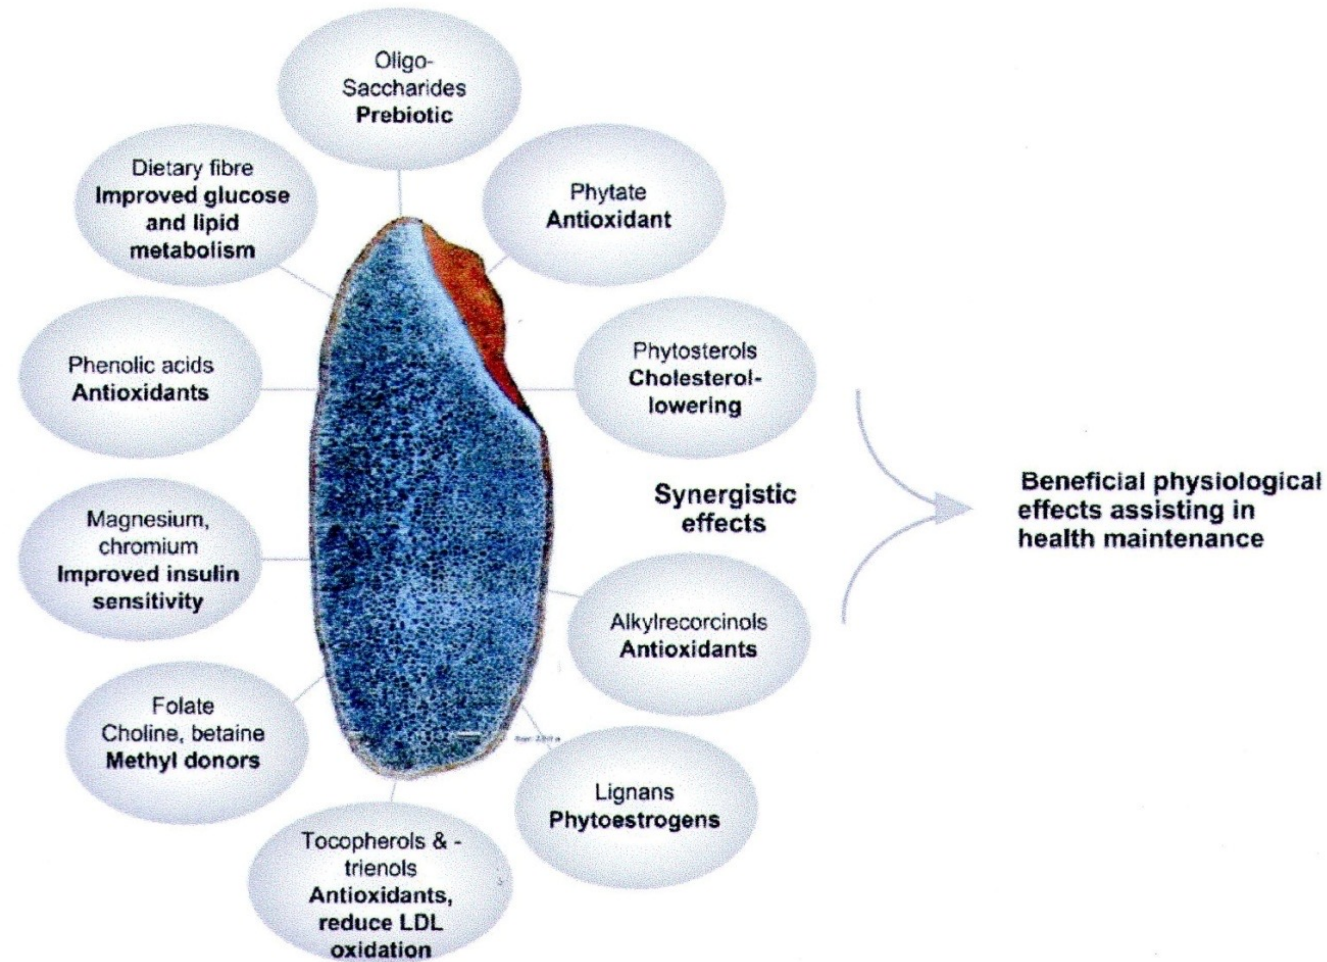 Oligo-
Saccharides
Prebiotic
Dietary fibre
Improved glucose
and lipid
metabolism
Phytate
Antioxidant
Phenolic acids
Antioxidants
Phytosterols
Cholesterol-
lowering
Synergistic
effects
Beneficial physiological
effects assisting in
health maintenance
Magnesium,
chromium
Improved insulin
sensitivity
Alkylrecorcinols
Antioxidants
Folate
Choline, betaine
Methyl donors
Lignans
Phytoestrogens
Tocopherols & -
trienols
Antioxidants,
reduce LDL
oxidation